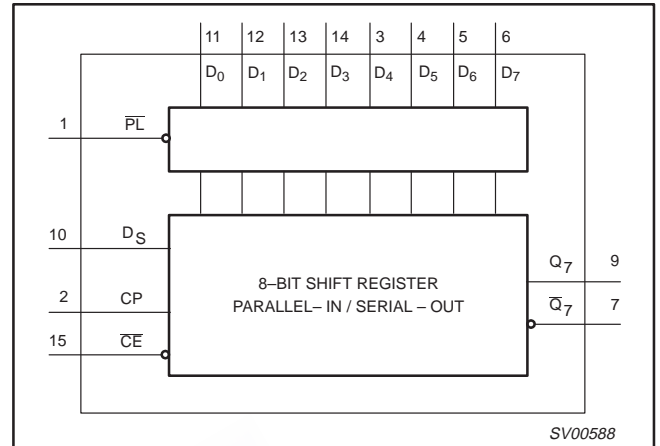 11 12 13 14 3 4 5 6
D0 D1 D2 D3 D4 D5 D6 D7
1 PL
10 DS
Q7 9
8–BIT SHIFT REGISTER
2 CP
PARALLEL– IN / SERIAL – OUT
Q7 7
15 CE
SV00588